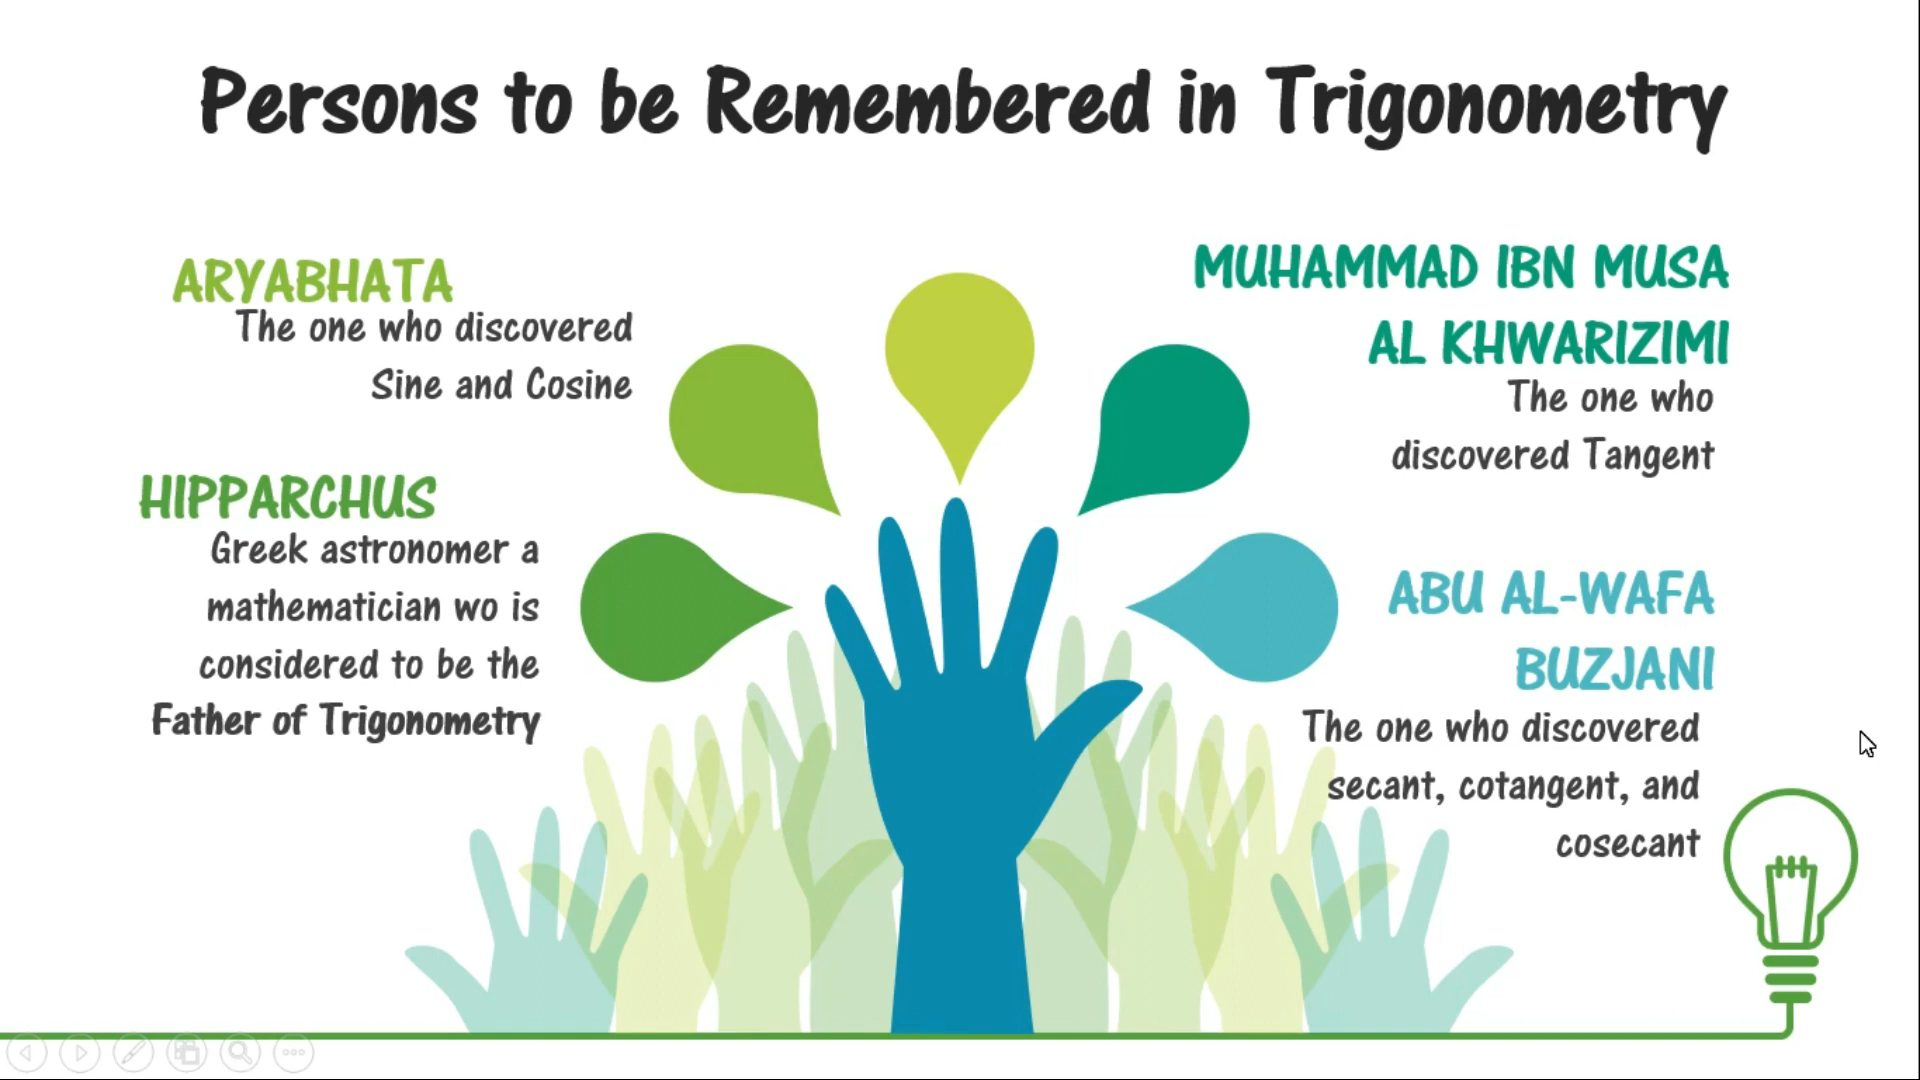 Persons to be Remembered in Trigonometry
ARYABHATA
The one who discovered
Sine and Cosine
HIPPARCHUS
Greek astronomer a
mathematician wo is
considered to be the
Father of Trigonometry
MUHAMMAD IBN MUSA
AL KHWARIZIMI
The one who
discovered Tangent
ABU AL-WAFA
BUZJANI
The one who discovered
secant, cotangent, and
cosecant